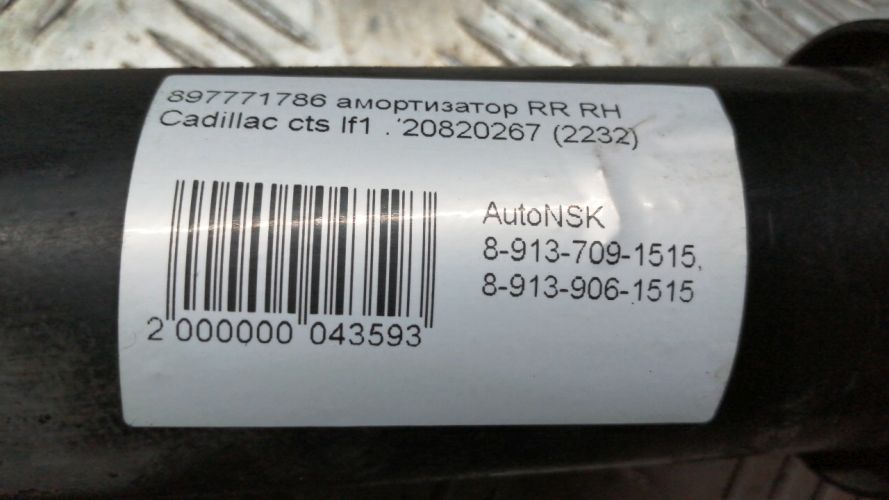 897771786 амортизатор RR RH
Cadillac cts lf1 . '20820267 (2232)
AutoNSK
8-913-709-1515,
8-913-906-1515
2 000000 043593